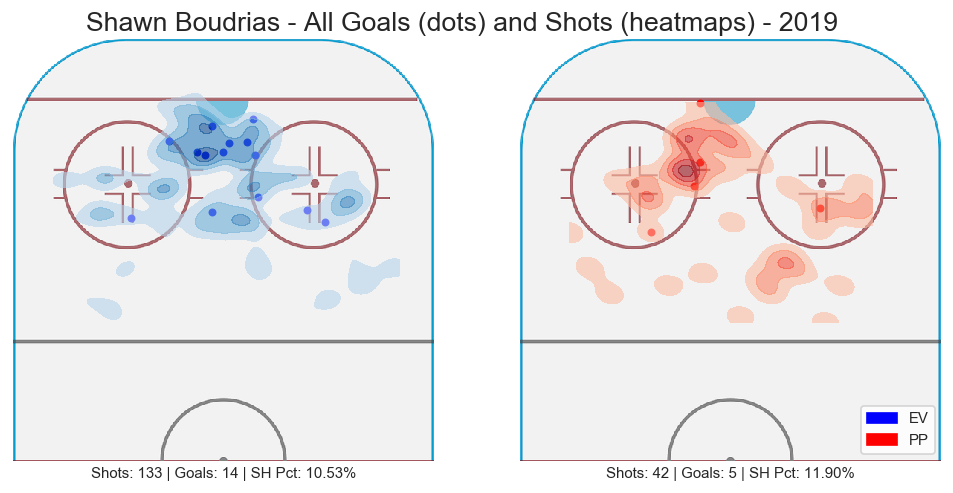 Shawn Boudrias - All Goals (dots) and Shots (heatmaps) - 2019
EV
PP
Shots: 133 | Goals: 14 | SH Pct: 10.53%
Shots: 42 | Goals: 5 | SH Pct: 11.90%